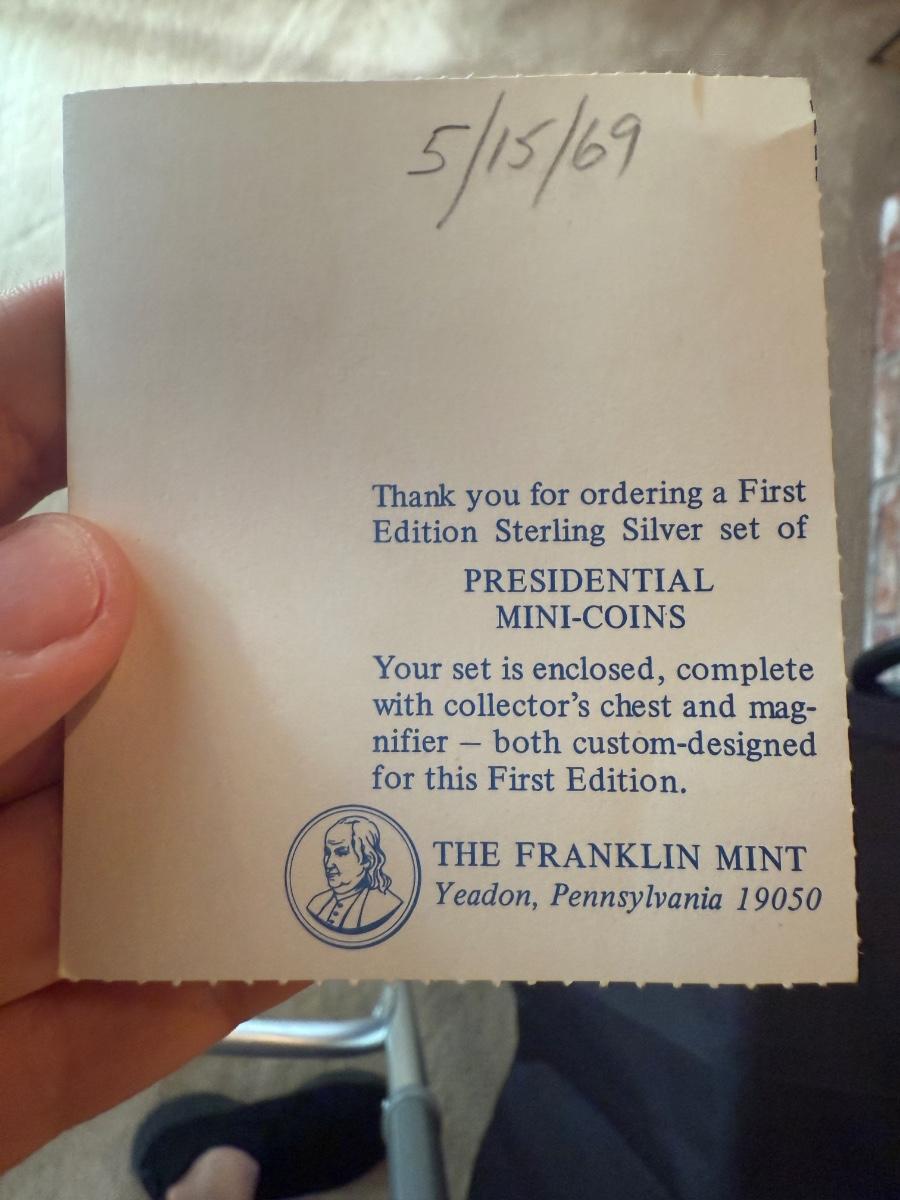 5/15/69
Thank you for ordering a First
Edition Sterling Silver set of
PRESIDENTIAL
MINI-COINS
Your set is enclosed, complete
with collector's chest and mag-
nifier – both custom-designed
for this First Edition.
THE FRANKLIN MINT
Yeadon, Pennsylvania 19050